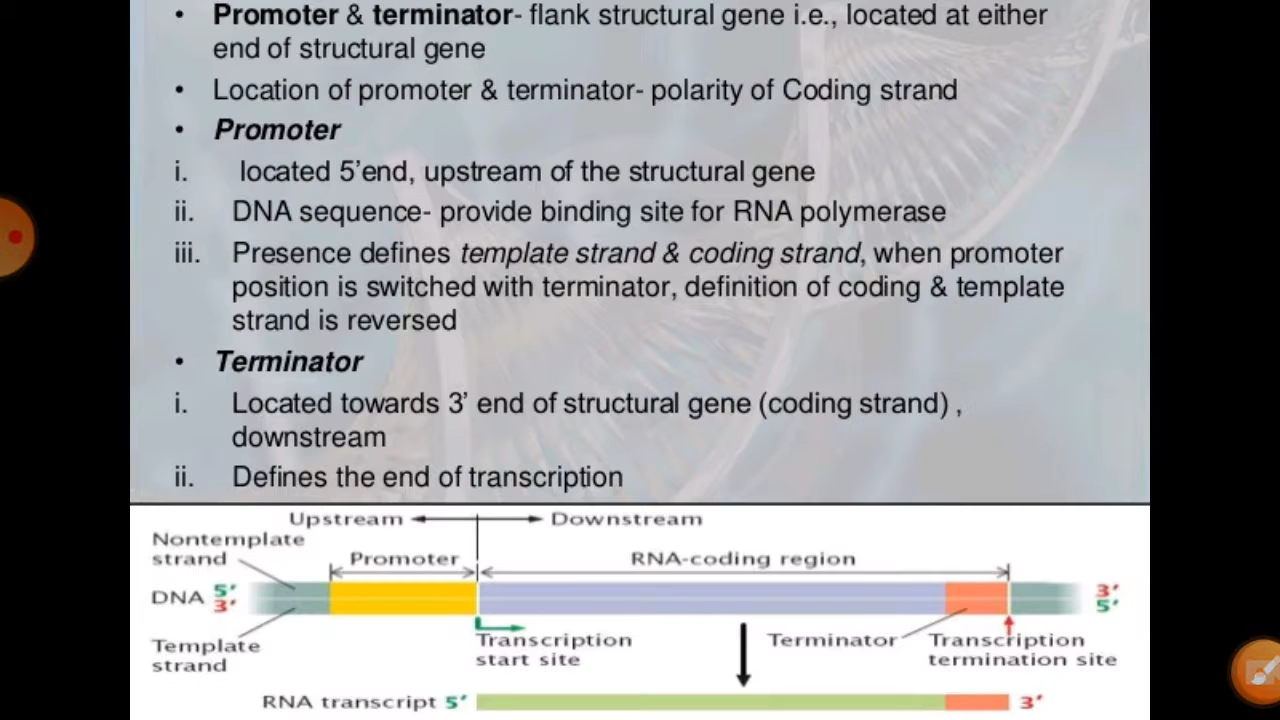 • Promoter & terminator- flank structural gene i.e., located at either
end of structural gene
• Location of promoter & terminator- polarity of Coding strand
• Promoter
i. located 5’end, upstream of the structural gene
ii. DNA sequence- provide binding site for RNA polymerase
iii. Presence defines template strand & coding strand, when promoter
position is switched with terminator, definition of coding & template
strand is reversed
• Terminator
i. Located towards 3’ end of structural gene (coding strand) ,
downstream
ii. Defines the end of transcription
Upstream Downstream
Nontemplate
strand
Promoter
RNA-coding region
DNA 5′ 3′
3′ 5′
Template
strand
Transcription
start site
Terminator
Transcription
termination site
RNA transcript 5′ 3′